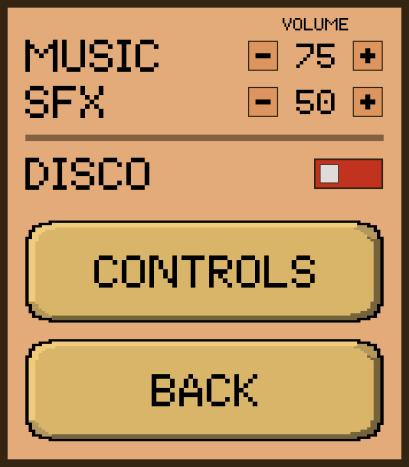 VOLUME
MUSIC - 75 +
SFX - 50 +
DISCO
CONTROLS
BACK